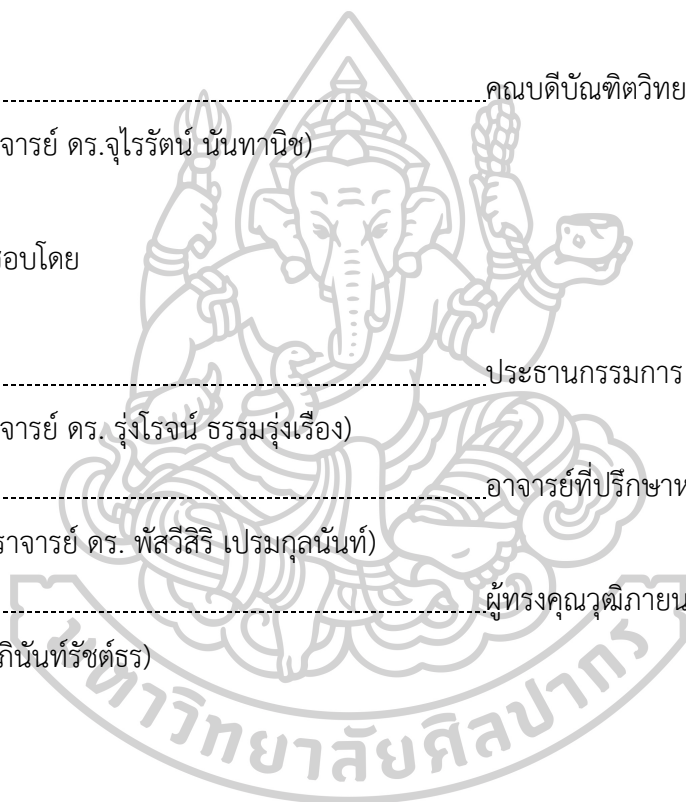 คณบดีบัณฑิตวิทย
จารย์ ดร.จุไรรัตน์ นันทานิช)
อบโดย
ประธานกรรมการ
จารย์ ดร. รุ่งโรจน์ ธรรมรุ่งเรือง)
อาจารย์ที่ปรึกษาห
ราจารย์ ดร. พัสวีสิริ เปรมกุลนันท์)
ผู้ทรงคุณวุฒิภายน
ภินันท์รัชต์ธร)
มหาวิทยาลัยศิลปากร